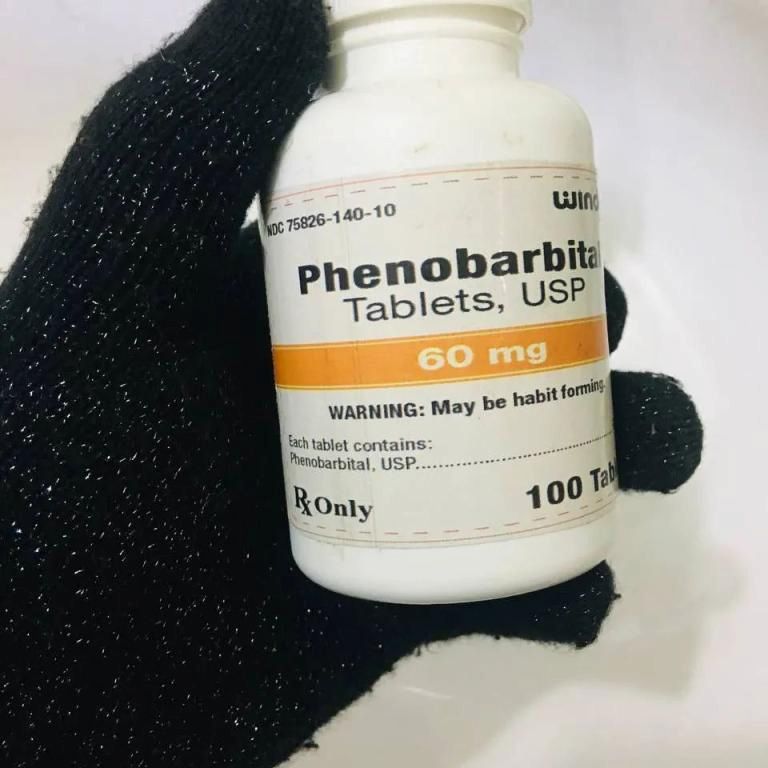 NDC 75826-140-10
Phenobarbital
Tablets, USP
60 mg
WARNING: May be habit forming.
Each tablet contains:
Phenobarbital, USP....................................
Rx Only
100 Tab